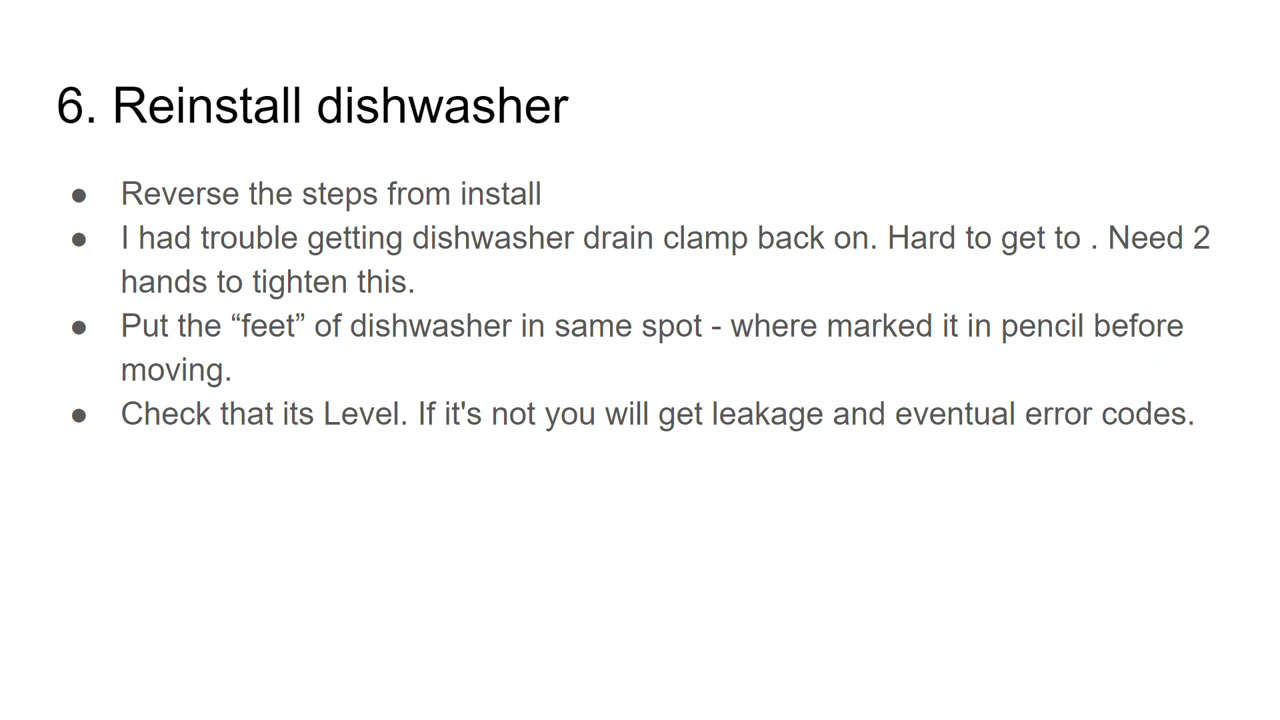 6. Reinstall dishwasher
● Reverse the steps from install
● I had trouble getting dishwasher drain clamp back on. Hard to get to . Need 2
hands to tighten this.
● Put the “feet” of dishwasher in same spot - where marked it in pencil before
moving.
● Check that its Level. If it's not you will get leakage and eventual error codes.